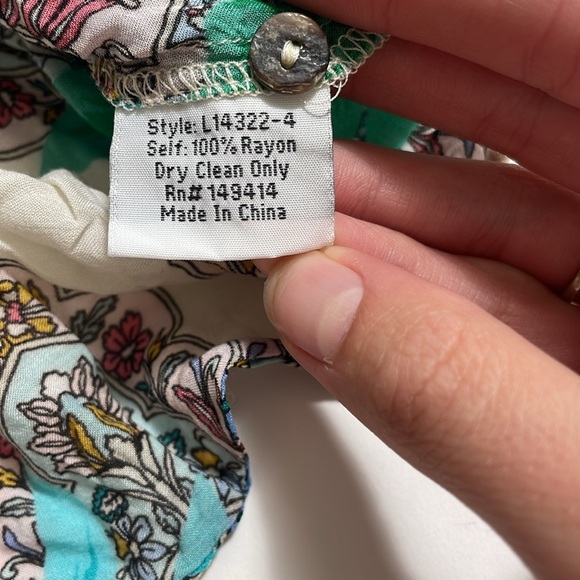 Style: L14322-4
Self: 100% Rayon
Dry Clean Only
Rn# 149414
Made In China